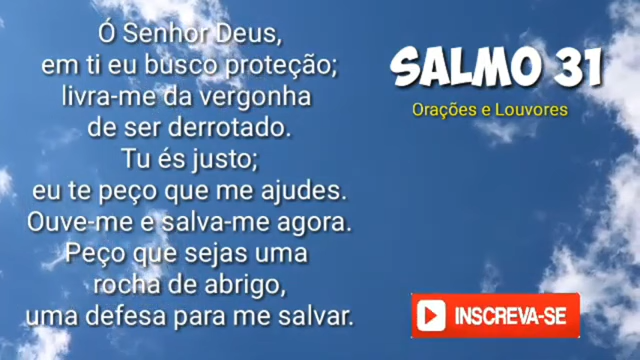 Ó Senhor Deus,
em ti eu busco proteção;
livra-me da vergonha
de ser derrotado.
Tu és justo;
eu te peço que me ajudes.
Ouve-me e salva-me agora.
Peço que sejas uma
rocha de abrigo,
uma defesa para me salvar.
SALMO 31
Orações e Louvores
INSCREVA-SE